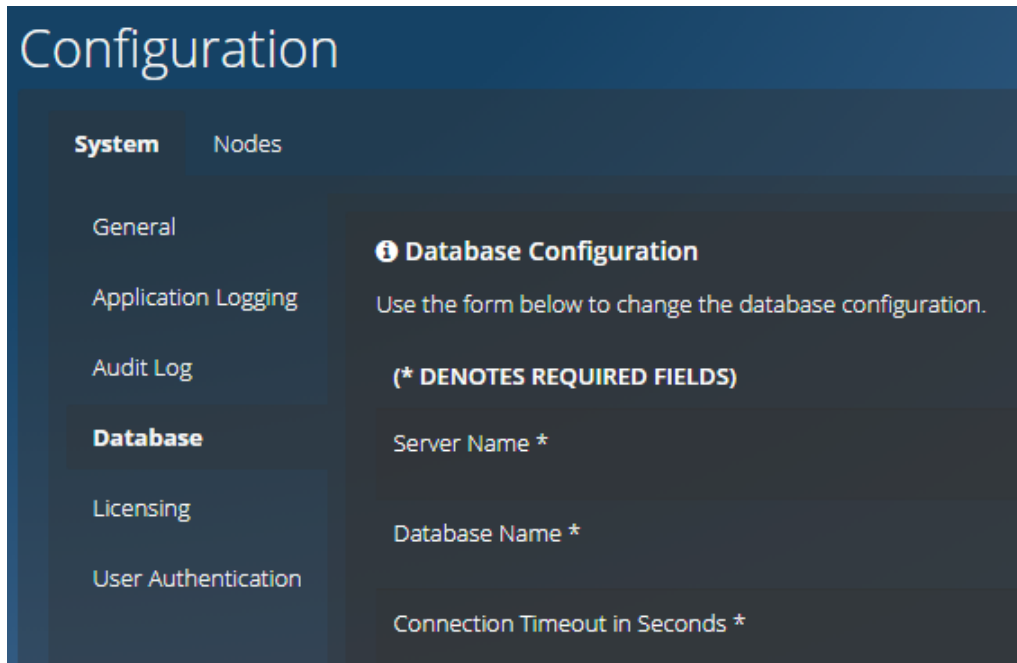 Configuration
System Nodes
General
Application Logging
Audit Log
Database
Licensing
User Authentication
Database Configuration
Use the form below to change the database configuration.
(* DENOTES REQUIRED FIELDS)
Server Name *
Database Name *
Connection Timeout in Seconds *